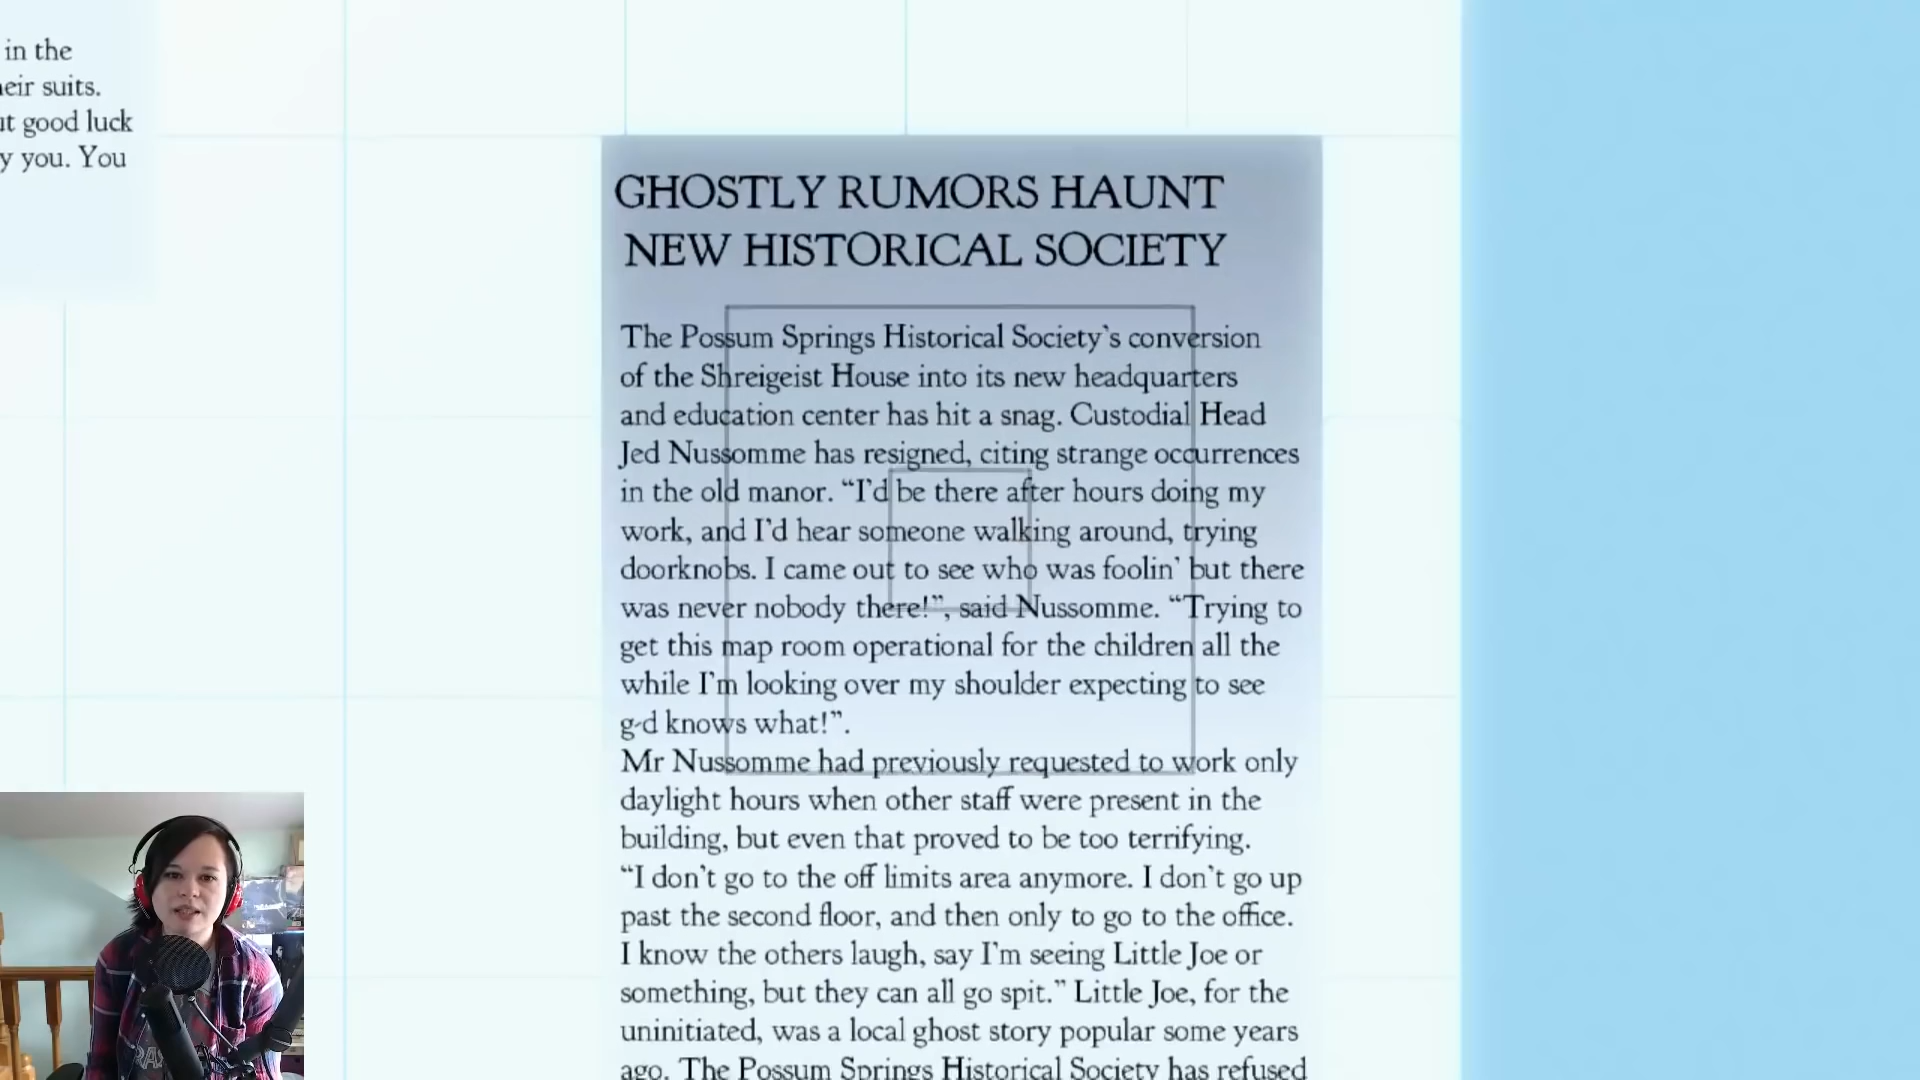 in the
eir suits.
good luck
you. You
GHOSTLY RUMORS HAUNT
NEW HISTORICAL SOCIETY
The Possum Springs Historical Society's conversion
of the Shreigeist House into its new headquarters
and education center has hit a snag. Custodial Head
Jed Nussomme has resigned, citing strange occurrences
in the old manor. “I'd be there after hours doing my
work, and I'd hear someone walking around, trying
doorknobs. I came out to see who was foolin' but there
was never nobody there!”, said Nussomme. “Trying to
get this map room operational for the children all the
while I'm looking over my shoulder expecting to see
g-d knows what!”.
Mr Nussomme had previously requested to work only
daylight hours when other staff were present in the
building, but even that proved to be too terrifying.
“I don't go to the off limits area anymore. I don't go up
past the second floor, and then only to go to the office.
I know the others laugh, say I'm seeing Little Joe or
something, but they can all go spit.” Little Joe, for the
uninitiated, was a local ghost story popular some years
ago. The Possum Springs Historical Society has refused